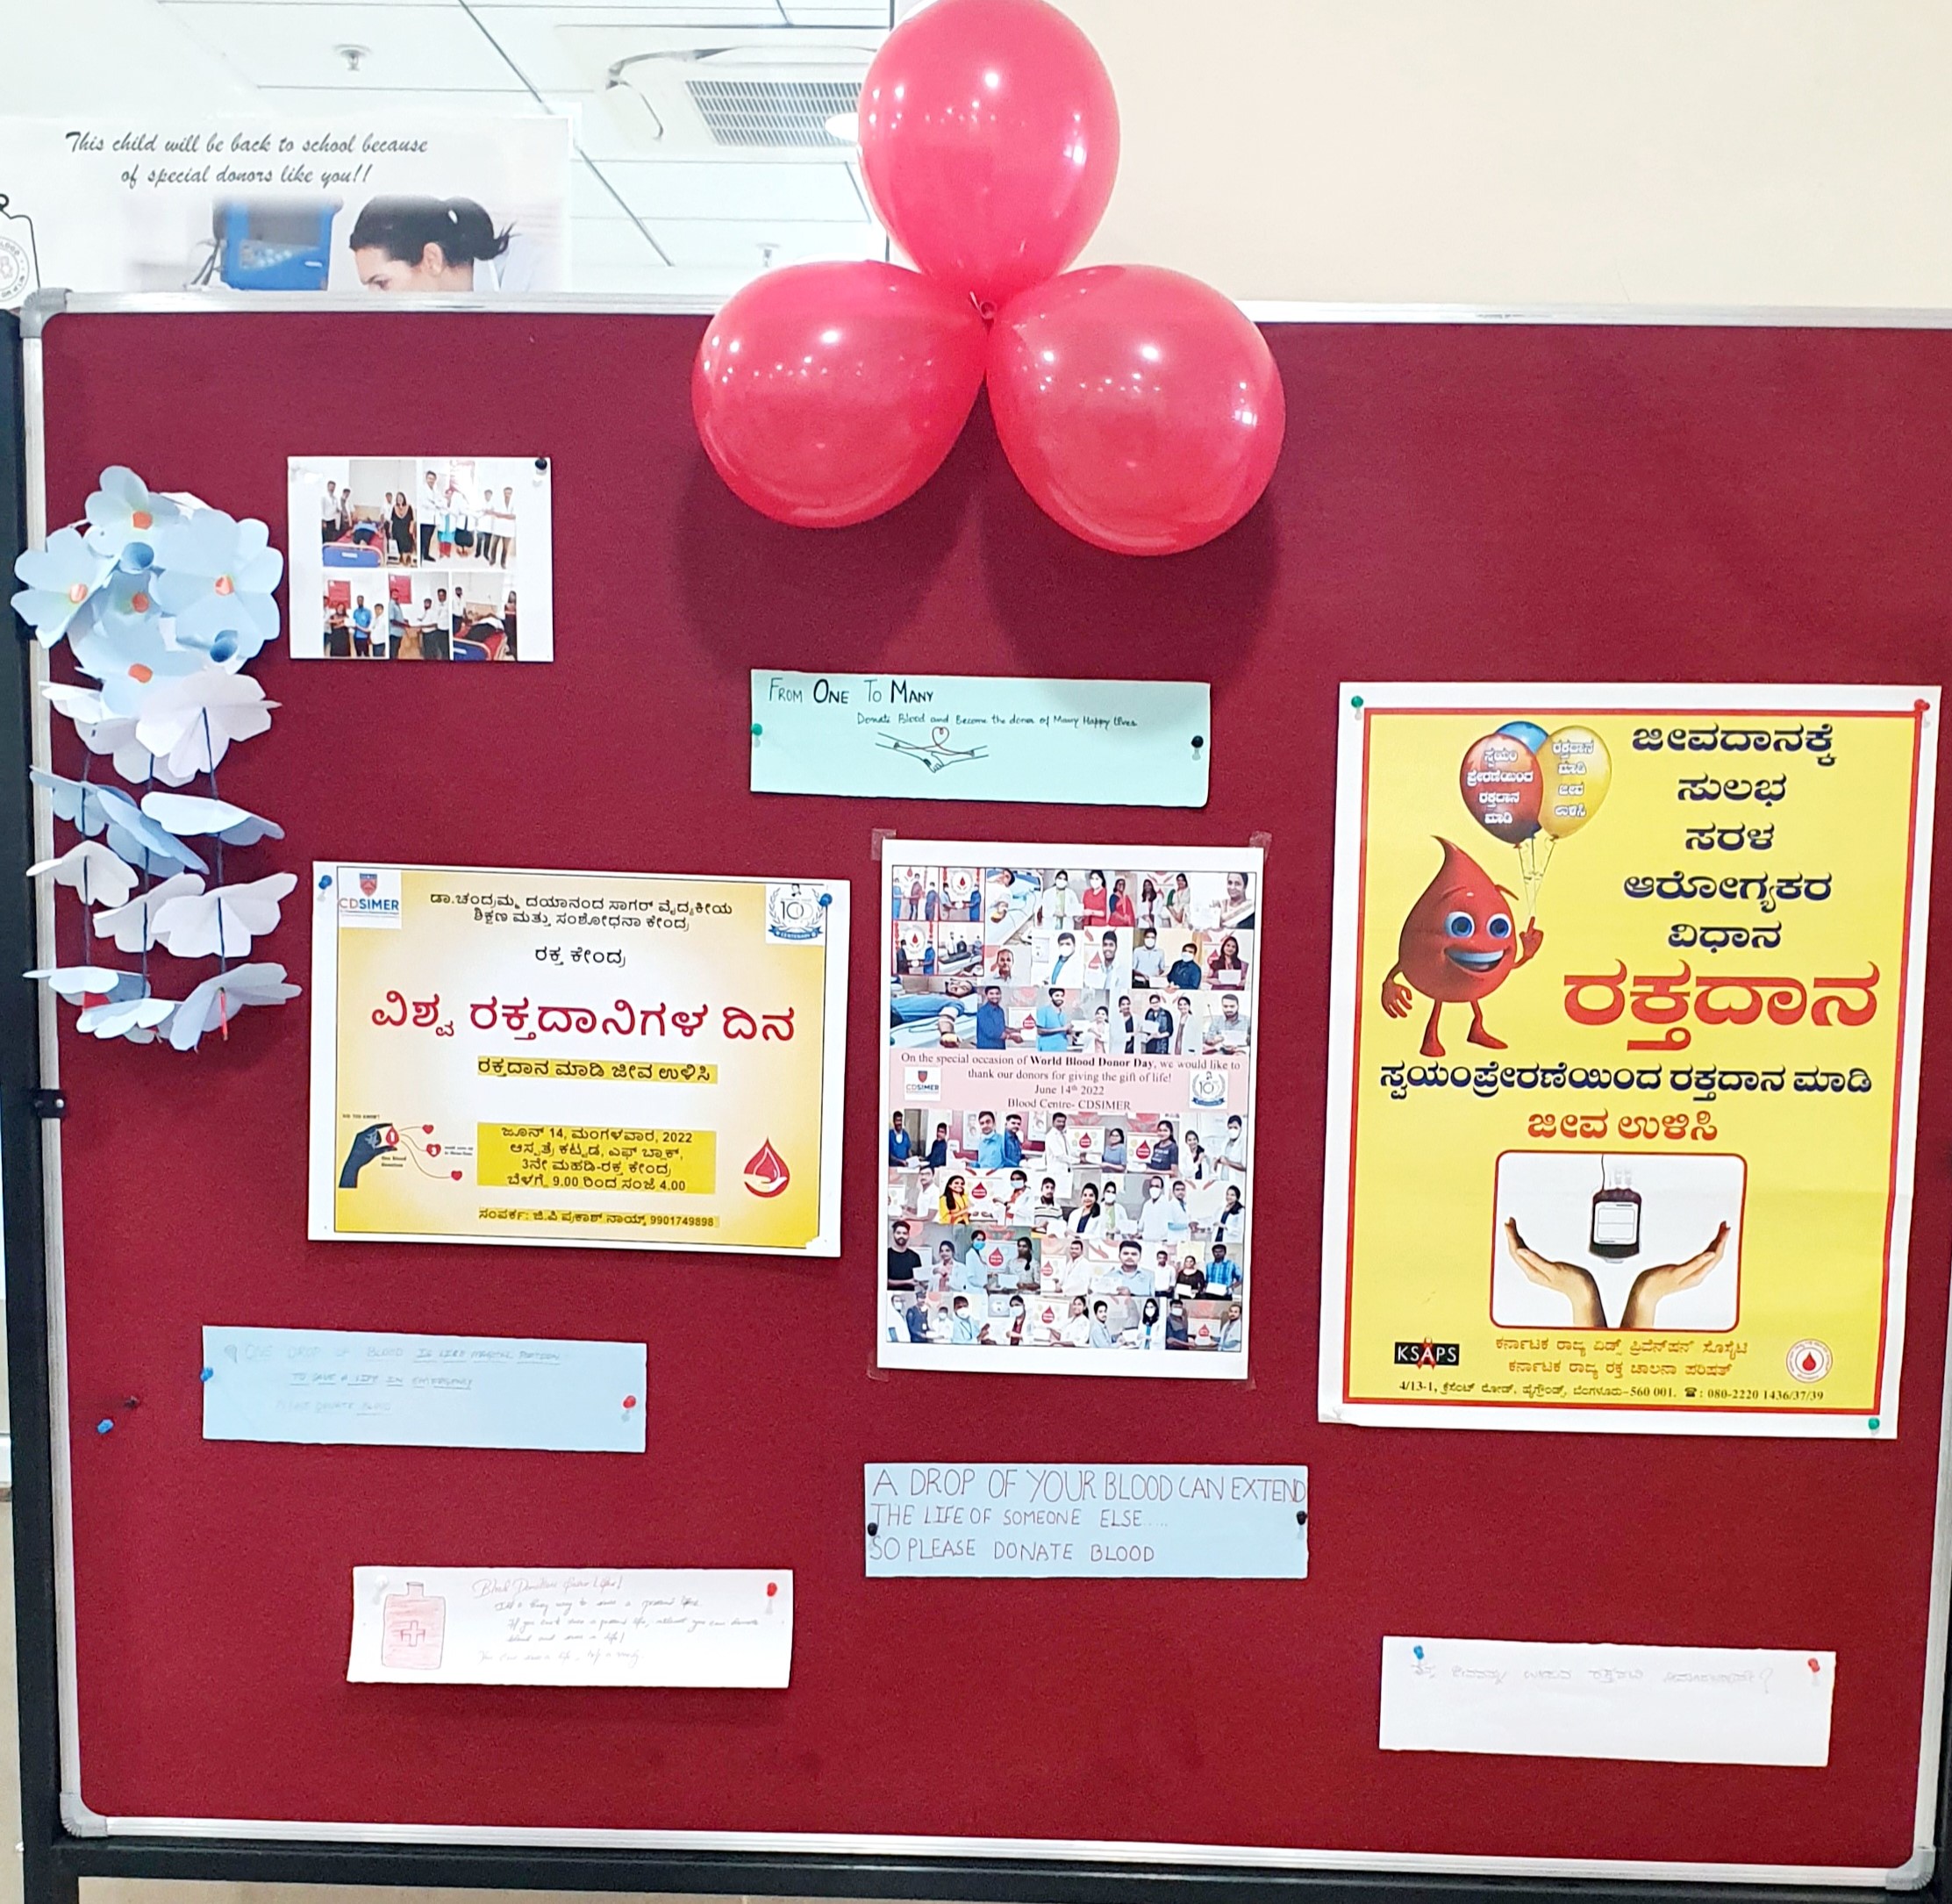 This child will be back to school because
of special donors like you!!
FROM ONE TO MANY
Donate Blood and Become the donor of Many Happy Lives
CDSIMER
ಡಾ.ಚಂದ್ರಮ್ಮ ದಯಾನಂದ ಸಾಗರ್ ವೈದ್ಯಕೀಯ
ಶಿಕ್ಷಣ ಮತ್ತು ಸಂಶೋಧನಾ ಕೇಂದ್ರ
ರಕ್ತ ಕೇಂದ್ರ
ವಿಶ್ವ ರಕ್ತದಾನಿಗಳ ದಿನ
ರಕ್ತದಾನ ಮಾಡಿ ಜೀವ ಉಳಿಸಿ
ಜೂನ್ 14, ಮಂಗಳವಾರ, 2022
ಆಸ್ಪತ್ರೆ ಕಟ್ಟಡ, ಎಫ್ ಬ್ಲಾಕ್,
3ನೇ ಮಹಡಿ-ರಕ್ತ ಕೇಂದ್ರ
ಬೆಳಗ್ಗೆ 9.00 ರಿಂದ ಸಂಜೆ 4.00
ಸಂಪರ್ಕ: ಜಿ.ಪಿ ಪ್ರಕಾಶ್ ನಾಯ್ಕ್ 9901749898
On the special occasion of World Blood Donor Day, we would like to
thank our donors for giving the gift of life!
June 14th 2022
Blood Centre- CDSIMER
CDSIMER
ಸ್ವಯಂ
ಪ್ರೇರಣೆಯಿಂದ
ರಕ್ತದಾನ
ಮಾಡಿ
ರಕ್ತದಾನ
ಮಾಡಿ
ಜೀವ
ಉಳಿಸಿ
ಜೀವದಾನಕ್ಕೆ
ಸುಲಭ
ಸರಳ
ಆರೋಗ್ಯಕರ
ವಿಧಾನ
ರಕ್ತದಾನ
ಸ್ವಯಂಪ್ರೇರಣೆಯಿಂದ ರಕ್ತದಾನ ಮಾಡಿ
ಜೀವ ಉಳಿಸಿ
KSAPS
ಕರ್ನಾಟಕ ರಾಜ್ಯ ಏಡ್ಸ್ ಪ್ರಿವೆನ್ಷನ್ ಸೊಸೈಟಿ
ಕರ್ನಾಟಕ ರಾಜ್ಯ ರಕ್ತ ಚಾಲನಾ ಪರಿಷತ್
4/13-1, ಕ್ರೆಸೆಂಟ್ ರೋಡ್, ಹೈಗ್ರೌಂಡ್ಸ್, ಬೆಂಗಳೂರು-560 001. ☎: 080-2220 1436/37/39
ONE DROP OF BLOOD IS
TO SAVE A LIFE IN EMERGENCY
PLEASE DONATE BLOOD
A DROP OF YOUR BLOOD CAN EXTEND
THE LIFE OF SOMEONE ELSE....
SO PLEASE DONATE BLOOD
Blood Donation
blood and save a life!